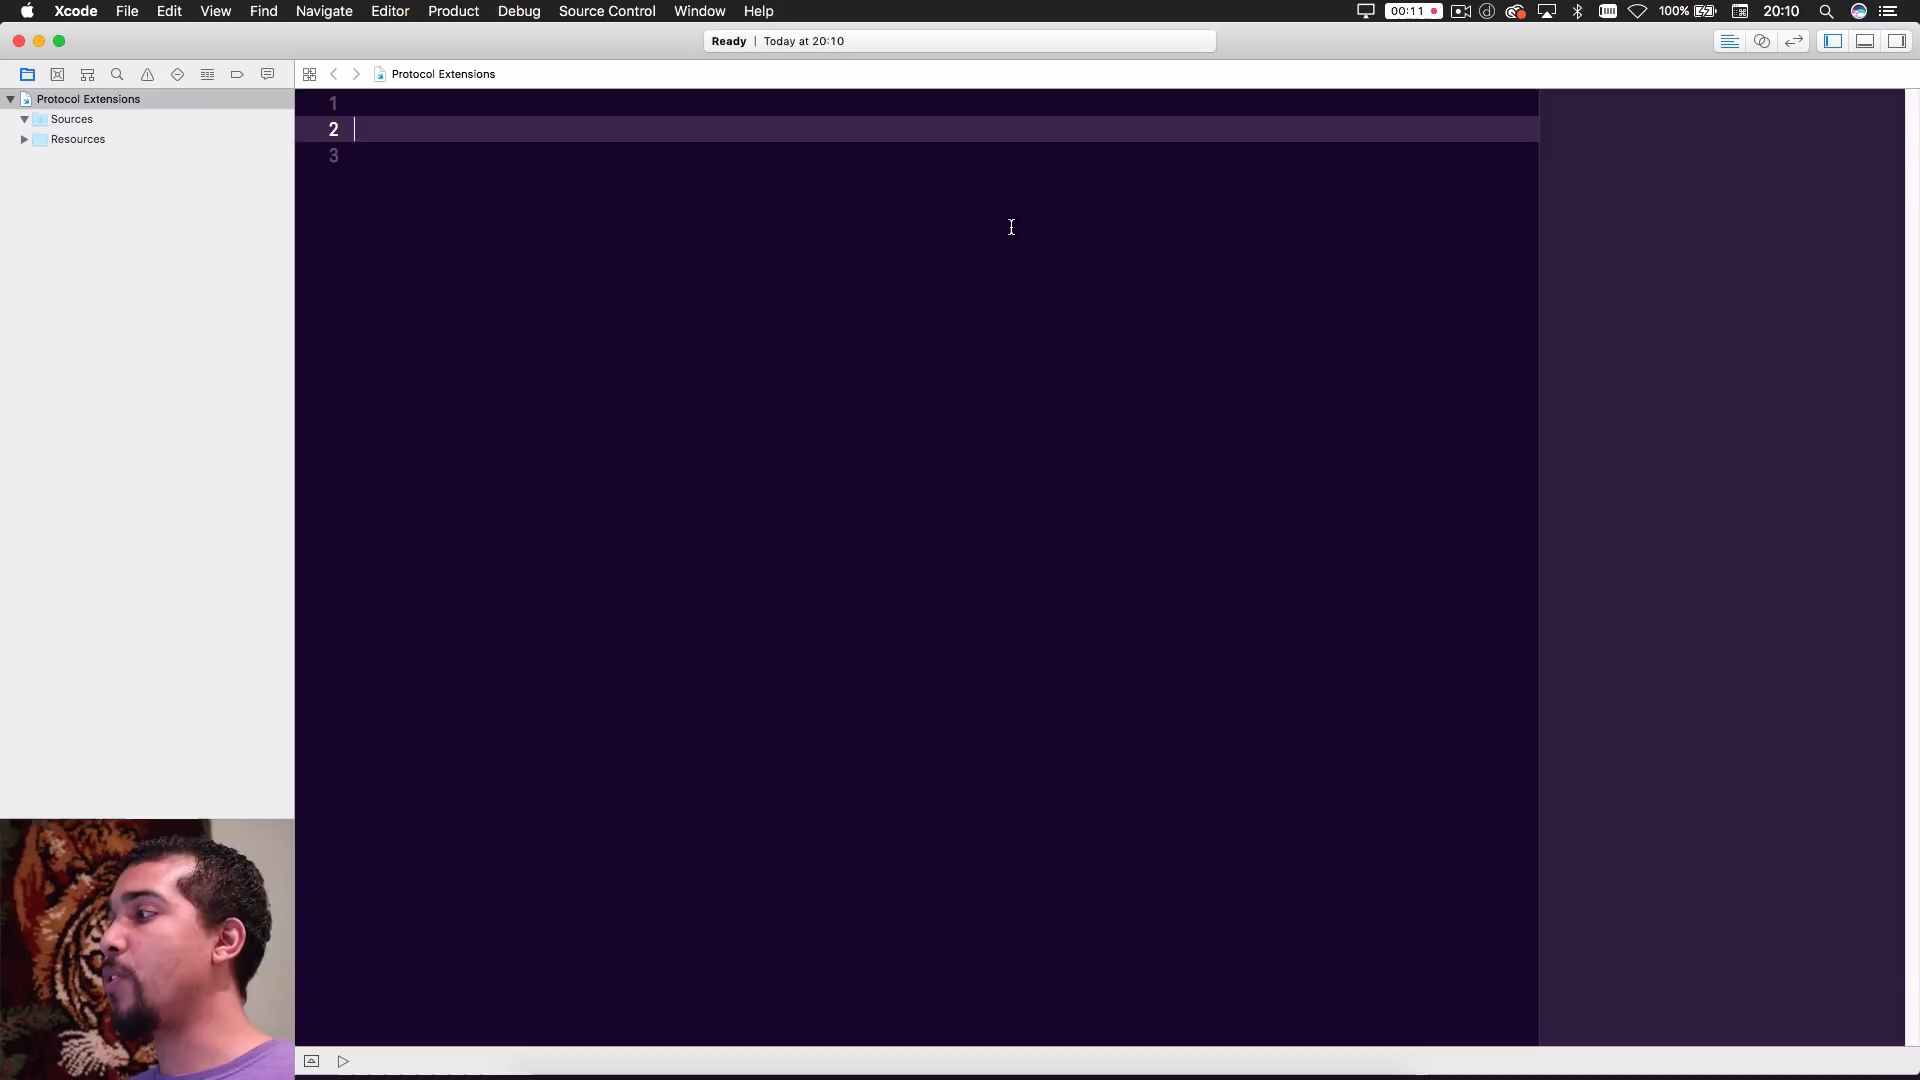 Xcode File Edit View Find Navigate Editor Product Debug Source Control Window Help 00:11 100% 20:10
Ready | Today at 20:10
Protocol Extensions
Protocol Extensions
Sources
Resources
1
2
3